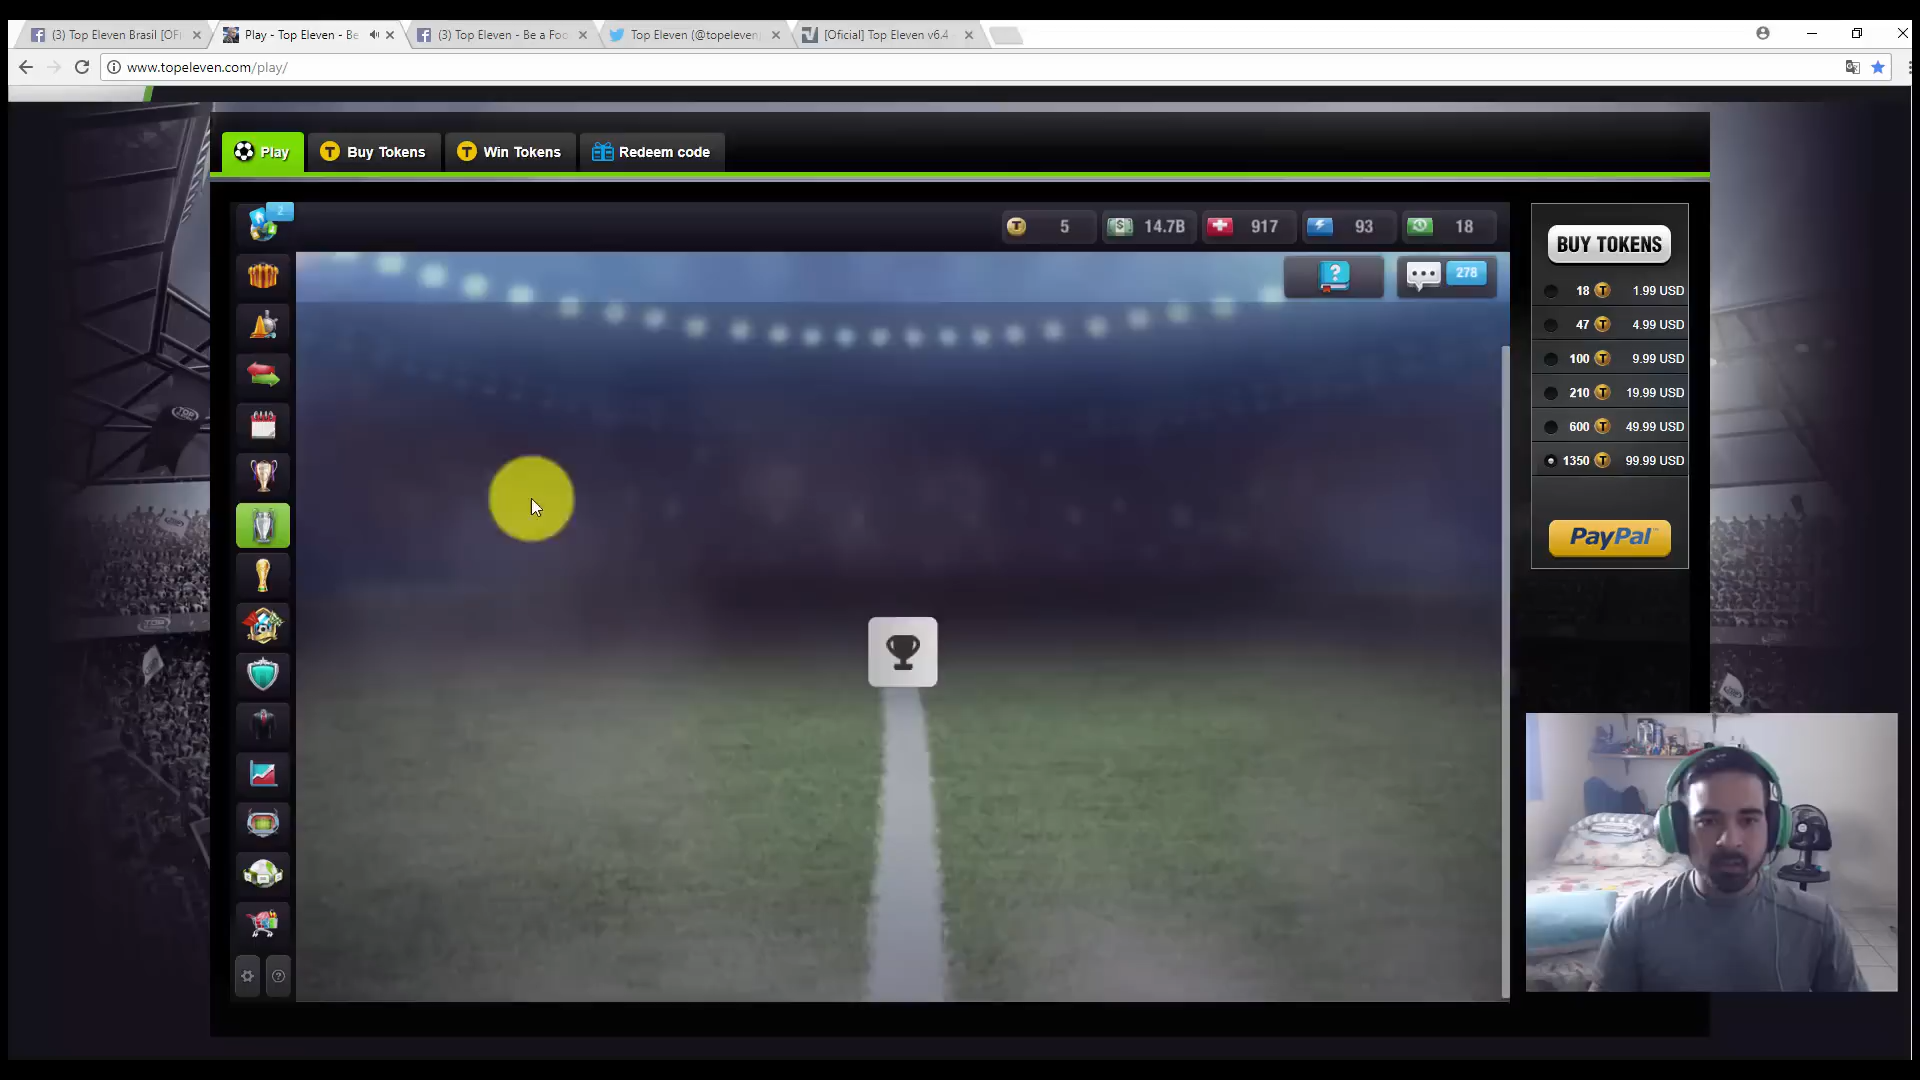 (3) Top Eleven Brasil [OF
Play - Top Eleven - Be
(3) Top Eleven - Be a Foo
Top Eleven (@topeleven
[Oficial] Top Eleven v6.4
www.topeleven.com/play/
Play
Buy Tokens
Win Tokens
Redeem code
2
5
14.7B
917
93
18
278
BUY TOKENS
18 T 1.99 USD
47 T 4.99 USD
100 T 9.99 USD
210 T 19.99 USD
600 T 49.99 USD
1350 T 99.99 USD
PayPal